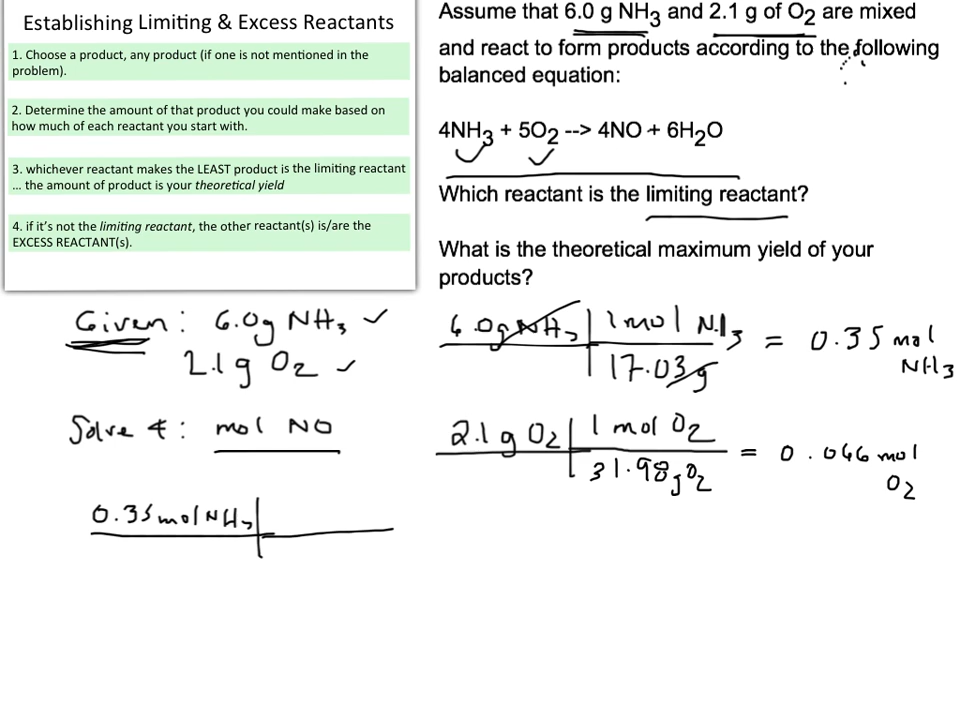 Establishing Limiting & Excess Reactants
1. Choose a product, any product (if one is not mentioned in the
problem).
2. Determine the amount of that product you could make based on
how much of each reactant you start with.
3. whichever reactant makes the LEAST product is the limiting reactant
... the amount of product is your theoretical yield
4. if it's not the limiting reactant, the other reactant(s) is/are the
EXCESS REACTANT(s).
Assume that 6.0 g NH3 and 2.1 g of O2 are mixed
and react to form products according to the following
balanced equation:
4NH3 + 5O2 --> 4NO + 6H2O
Which reactant is the limiting reactant?
What is the theoretical maximum yield of your
products?
Given: 6.0g NH3 ✓
2.1 g O2 ✓
Solve 4: mol NO
0.35 mol NH3
6.0g NH3 | 1 mol NH3 = 0.35 mol
17.03g NH3
2.1 g O2 | 1 mol O2 = 0.066 mol
31.98g O2 O2